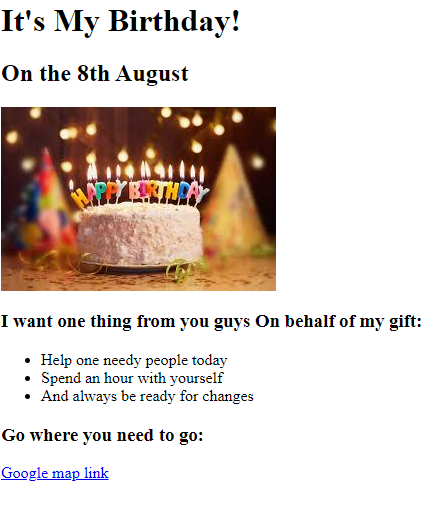 It's My Birthday!
On the 8th August
HAPPY BIRTHDAY
I want one thing from you guys On behalf of my gift:
Help one needy people today
Spend an hour with yourself
And always be ready for changes
Go where you need to go:
Google map link